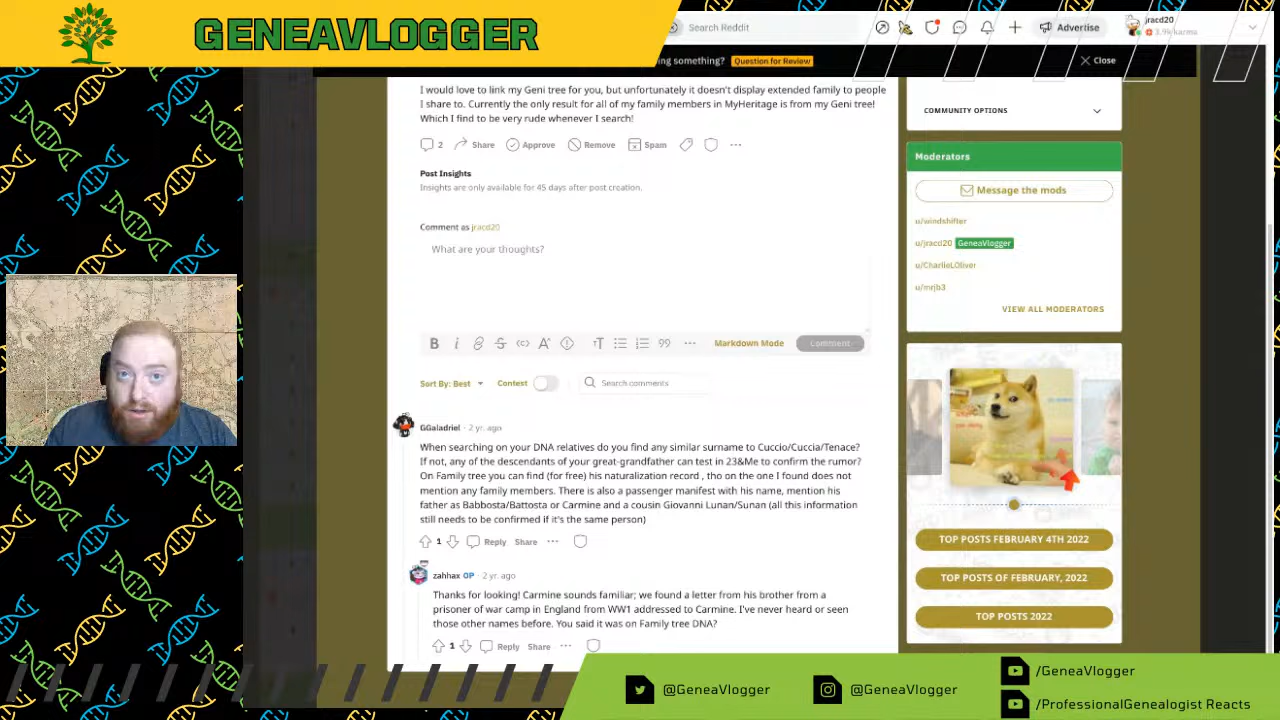 GENEAVLOGGER
Search Reddit
Advertise
jracd20
3.9k karma
ng something? Question for Review
Close
I would love to link my Geni tree for you, but unfortunately it doesn't display extended family to people
I share to. Currently the only result for all of my family members in MyHeritage is from my Geni tree!
Which I find to be very rude whenever I search!
2 Share Approve Remove Spam
Post Insights
Insights are only available for 45 days after post creation.
Comment as jracd20
What are your thoughts?
Markdown Mode Comment
Sort By: Best Contest Search comments
GGaladriel · 2 yr. ago
When searching on your DNA relatives do you find any similar surname to Cuccio/Cuccia/Tenace?
If not, any of the descendants of your great-grandfather can test in 23&Me to confirm the rumor?
On Family tree you can find (for free) his naturalization record , tho on the one I found does not
mention any family members. There is also a passenger manifest with his name, mention his
father as Babbosta/Battosta or Carmine and a cousin Giovanni Lunan/Sunan (all this information
still needs to be confirmed if it's the same person)
1 Reply Share
zahhax OP · 2 yr. ago
Thanks for looking! Carmine sounds familiar; we found a letter from his brother from a
prisoner of war camp in England from WW1 addressed to Carmine. I've never heard or seen
those other names before. You said it was on Family tree DNA?
1 Reply Share
COMMUNITY OPTIONS
Moderators
Message the mods
u/windshifter
u/jracd20 GeneaVlogger
u/CharlieLOliver
u/mrjb3
VIEW ALL MODERATORS
TOP POSTS FEBRUARY 4TH 2022
TOP POSTS OF FEBRUARY, 2022
TOP POSTS 2022
@GeneaVlogger
@GeneaVlogger
/GeneaVlogger
/ProfessionalGenealogist Reacts